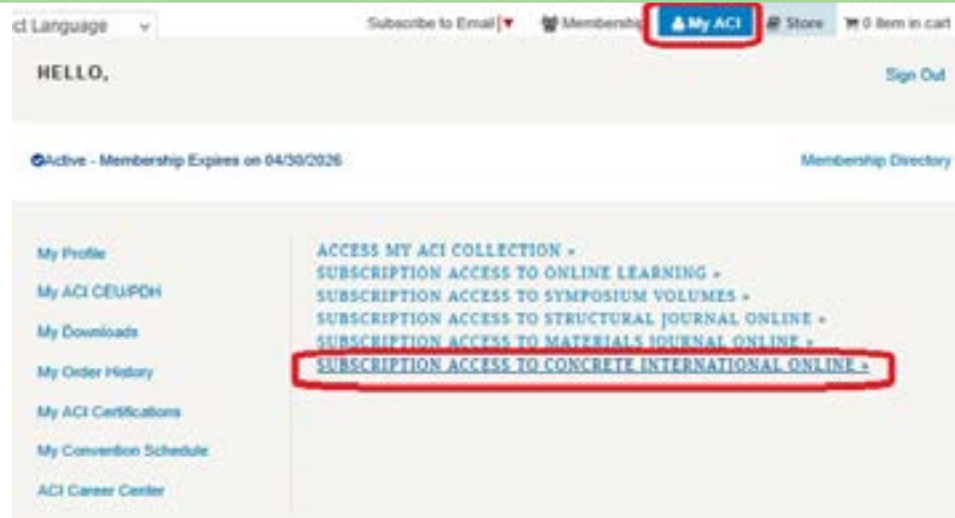 ct Language
Subscribe to Email | ▼ Membership My ACI Store 0 item in cart
HELLO,
Sign Out
Active - Membership Expires on 04/30/2026
Membership Directory
My Profile
My ACI CEU/PDH
My Downloads
My Order History
My ACI Certifications
My Convention Schedule
ACI Career Center
ACCESS MY ACI COLLECTION »
SUBSCRIPTION ACCESS TO ONLINE LEARNING »
SUBSCRIPTION ACCESS TO SYMPOSIUM VOLUMES »
SUBSCRIPTION ACCESS TO STRUCTURAL JOURNAL ONLINE »
SUBSCRIPTION ACCESS TO MATERIALS JOURNAL ONLINE »
SUBSCRIPTION ACCESS TO CONCRETE INTERNATIONAL ONLINE »